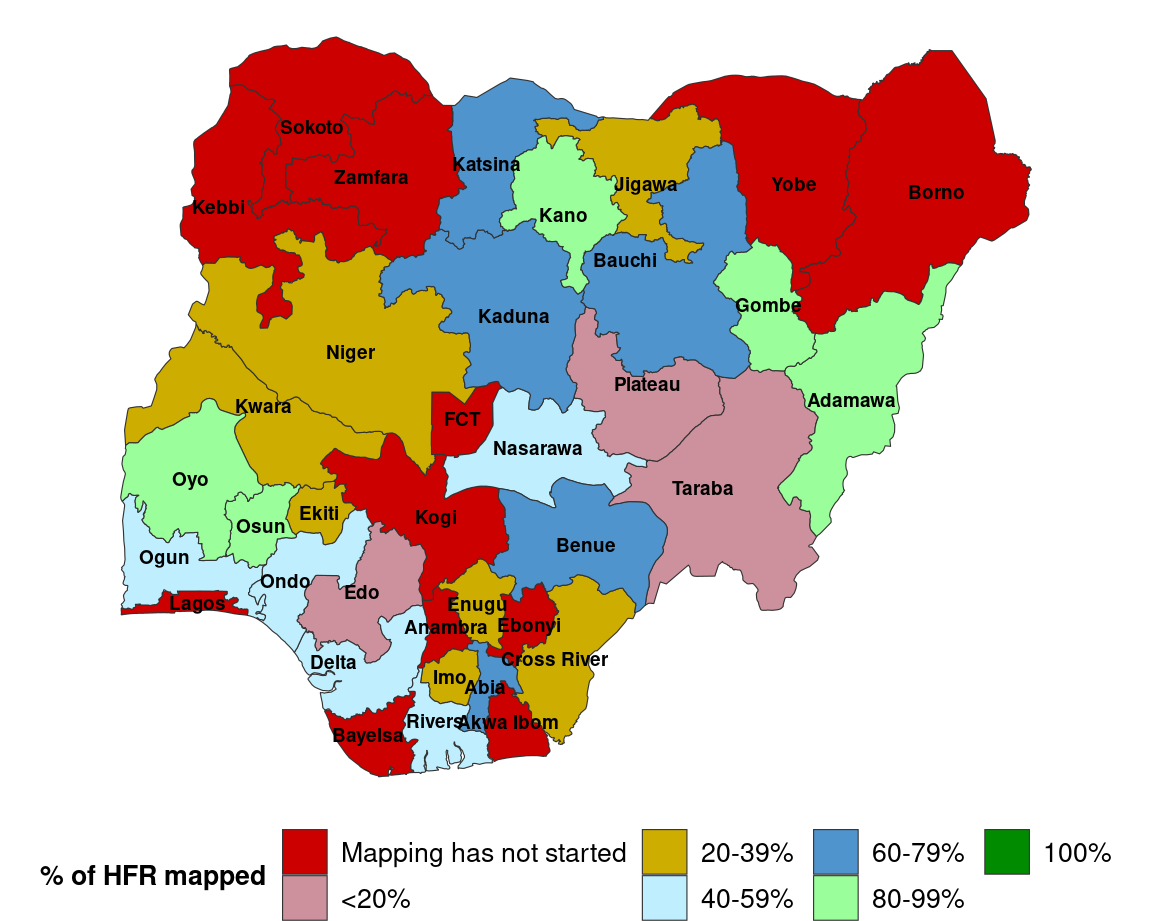 Sokoto
Katsina
Zamfara
Jigawa
Yobe
Borno
Kebbi
Kano
Bauchi
Gombe
Kaduna
Niger
Plateau
Adamawa
Kwara
FCT
Nasarawa
Oyo
Taraba
Ekiti
Kogi
Osun
Benue
Ogun
Ondo
Edo
Lagos
Enugu
Anambra
Ebonyi
Delta
Cross River
Imo
Abia
Rivers
Akwa Ibom
Bayelsa
% of HFR mapped
Mapping has not started
<20%
20-39%
40-59%
60-79%
80-99%
100%